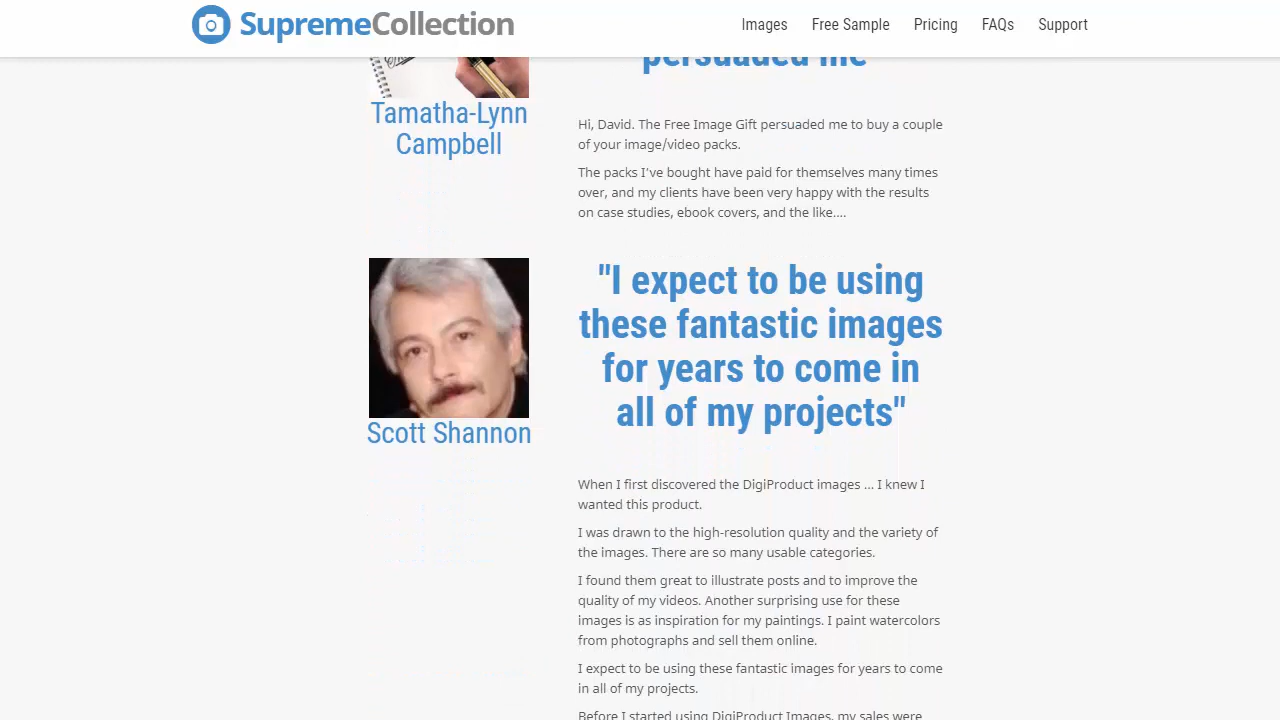 SupremeCollection
Images Free Sample Pricing FAQs Support
persuaded me
Tamatha-Lynn
Campbell
Hi, David. The Free Image Gift persuaded me to buy a couple
of your image/video packs.
The packs I've bought have paid for themselves many times
over, and my clients have been very happy with the results
on case studies, ebook covers, and the like....
Scott Shannon
"I expect to be using
these fantastic images
for years to come in
all of my projects"
When I first discovered the DigiProduct images ... I knew I
wanted this product.
I was drawn to the high-resolution quality and the variety of
the images. There are so many usable categories.
I found them great to illustrate posts and to improve the
quality of my videos. Another surprising use for these
images is as inspiration for my paintings. I paint watercolors
from photographs and sell them online.
I expect to be using these fantastic images for years to come
in all of my projects.
Before I started using DigiProduct Images, my sales were